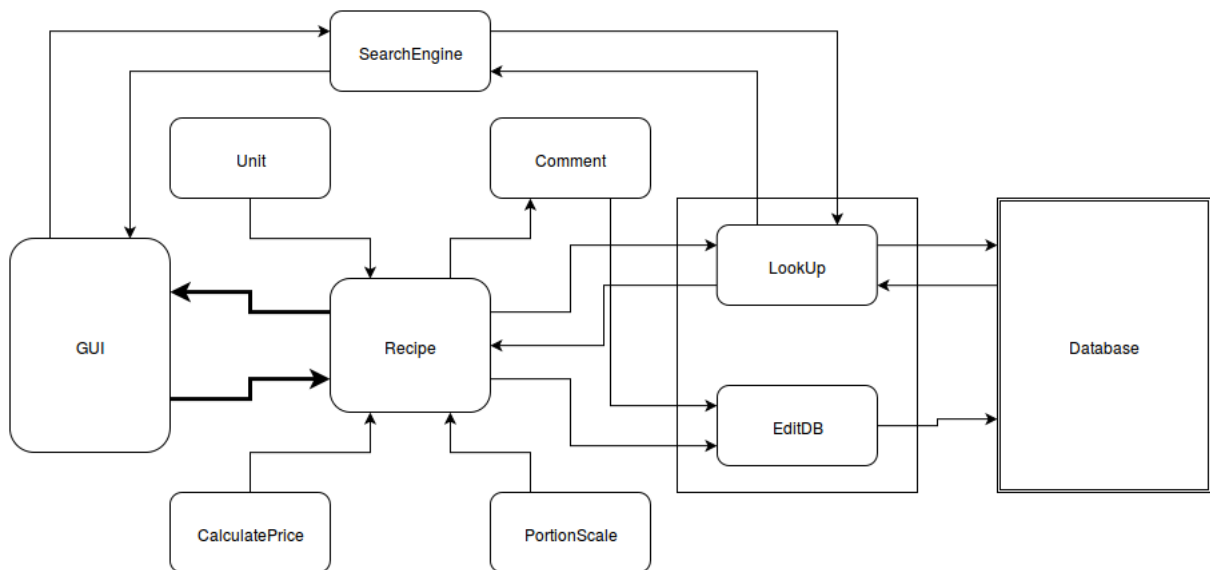 SearchEngine
Unit
Comment
LookUp
GUI
Recipe
Database
EditDB
CalculatePrice
PortionScale